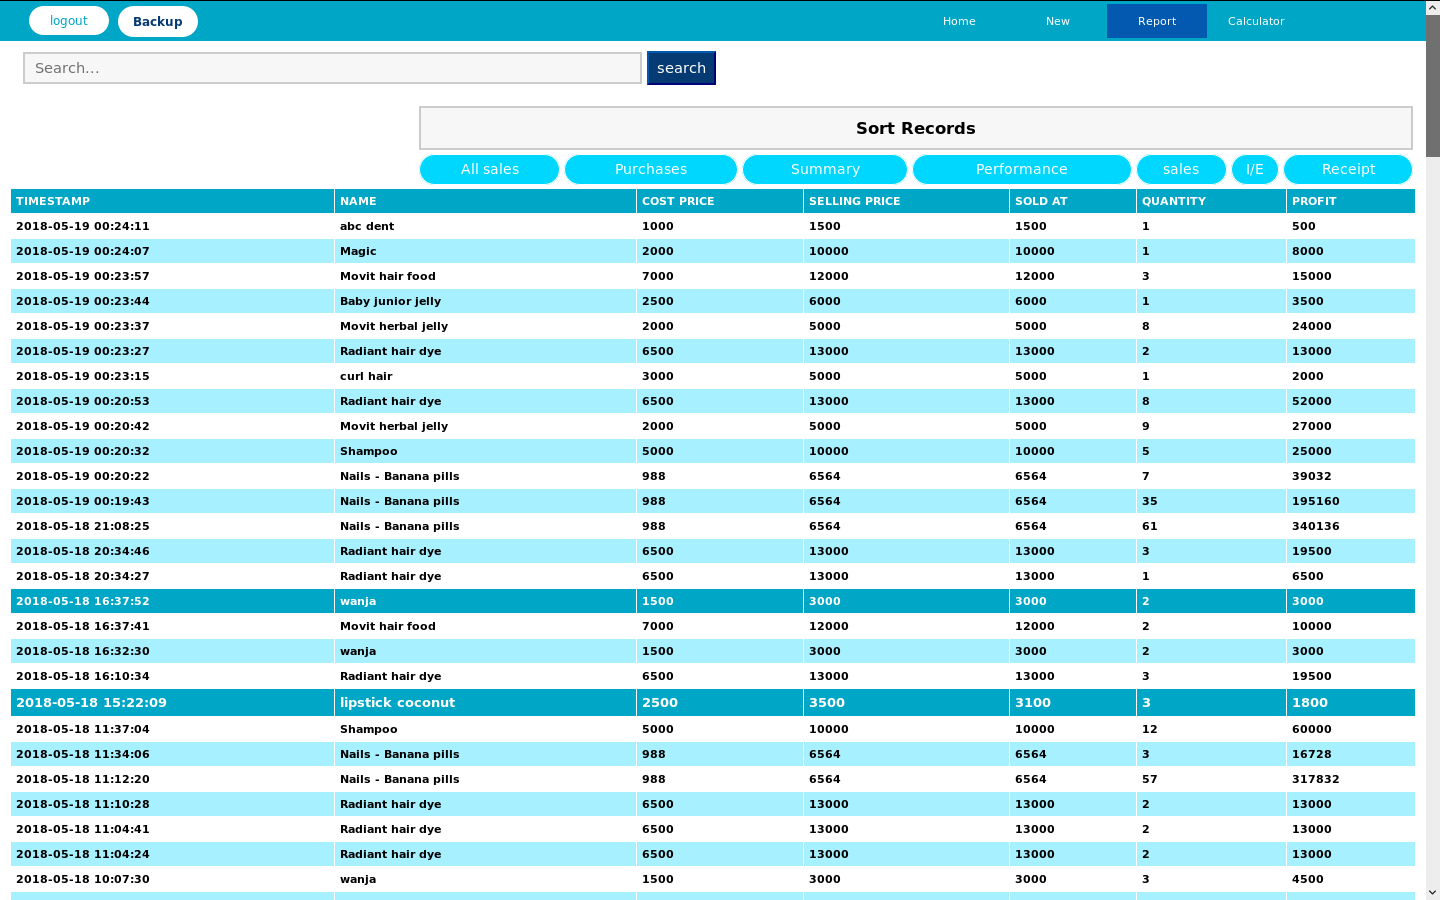 logout Backup Home New Report Calculator
Search... search
Sort Records
All sales Purchases Summary Performance sales I/E Receipt
TIMESTAMP NAME COST PRICE SELLING PRICE SOLD AT QUANTITY PROFIT
2018-05-19 00:24:11 abc dent 1000 1500 1500 1 500
2018-05-19 00:24:07 Magic 2000 10000 10000 1 8000
2018-05-19 00:23:57 Movit hair food 7000 12000 12000 3 15000
2018-05-19 00:23:44 Baby junior jelly 2500 6000 6000 1 3500
2018-05-19 00:23:37 Movit herbal jelly 2000 5000 5000 8 24000
2018-05-19 00:23:27 Radiant hair dye 6500 13000 13000 2 13000
2018-05-19 00:23:15 curl hair 3000 5000 5000 1 2000
2018-05-19 00:20:53 Radiant hair dye 6500 13000 13000 8 52000
2018-05-19 00:20:42 Movit herbal jelly 2000 5000 5000 9 27000
2018-05-19 00:20:32 Shampoo 5000 10000 10000 5 25000
2018-05-19 00:20:22 Nails - Banana pills 988 6564 6564 7 39032
2018-05-19 00:19:43 Nails - Banana pills 988 6564 6564 35 195160
2018-05-18 21:08:25 Nails - Banana pills 988 6564 6564 61 340136
2018-05-18 20:34:46 Radiant hair dye 6500 13000 13000 3 19500
2018-05-18 20:34:27 Radiant hair dye 6500 13000 13000 1 6500
2018-05-18 16:37:52 wanja 1500 3000 3000 2 3000
2018-05-18 16:37:41 Movit hair food 7000 12000 12000 2 10000
2018-05-18 16:32:30 wanja 1500 3000 3000 2 3000
2018-05-18 16:10:34 Radiant hair dye 6500 13000 13000 3 19500
2018-05-18 15:22:09 lipstick coconut 2500 3500 3100 3 1800
2018-05-18 11:37:04 Shampoo 5000 10000 10000 12 60000
2018-05-18 11:34:06 Nails - Banana pills 988 6564 6564 3 16728
2018-05-18 11:12:20 Nails - Banana pills 988 6564 6564 57 317832
2018-05-18 11:10:28 Radiant hair dye 6500 13000 13000 2 13000
2018-05-18 11:04:41 Radiant hair dye 6500 13000 13000 2 13000
2018-05-18 11:04:24 Radiant hair dye 6500 13000 13000 2 13000
2018-05-18 10:07:30 wanja 1500 3000 3000 3 4500